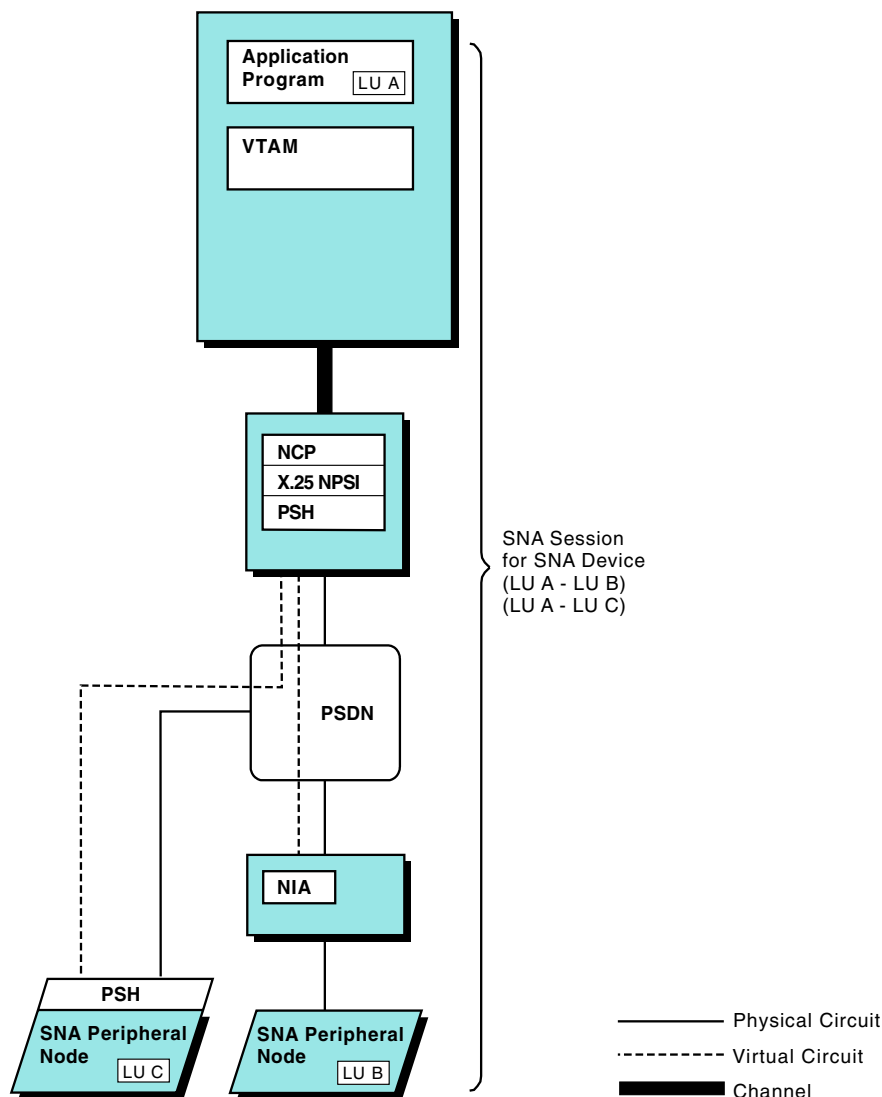 Application
Program
LU A
VTAM
NCP
X.25 NPSI
PSH
SNA Session
for SNA Device
(LU A - LU B)
(LU A - LU C)
PSDN
NIA
PSH
SNA Peripheral
Node
LU C
SNA Peripheral
Node
LU B
Physical Circuit
Virtual Circuit
Channel